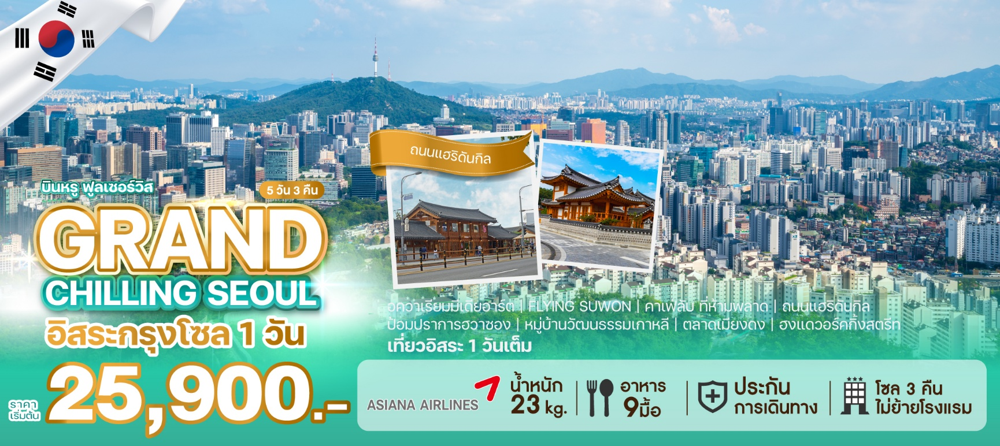 บินหรู ฟูลเซอร์วิส
5 วัน 3 คืน
GRAND
CHILLING SEOUL
อิสระกรุงโซล 1 วัน
ราคา
เริ่มต้น
25,900.-
ถนนแฮริดันกิล
อควาเรียมมีเดียอาร์ต | FLYING SUWON | คาเฟ่ลับ ที่ห้ามพลาด | ถนนแฮริดันกิล
ป้อมปราการฮวาซอง | หมู่บ้านวัฒนธรรมเกาหลี | ตลาดเมียงดง | ฮงแดวอร์คกิ้งสตรีท
เที่ยวอิสระ 1 วันเต็ม
ASIANA AIRLINES
น้ำหนัก
23 kg.
อาหาร
9มื้อ
ประกัน
การเดินทาง
โซล 3 คืน
ไม่ย้ายโรงแรม